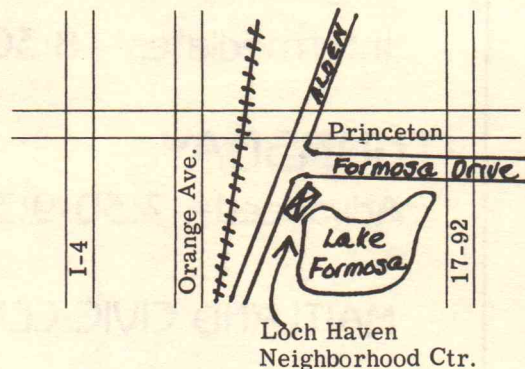 ALDEN
Princeton
Formosa Drive
Orange Ave.
I-4
17-92
Lake
Formosa
Loch Haven
Neighborhood Ctr.